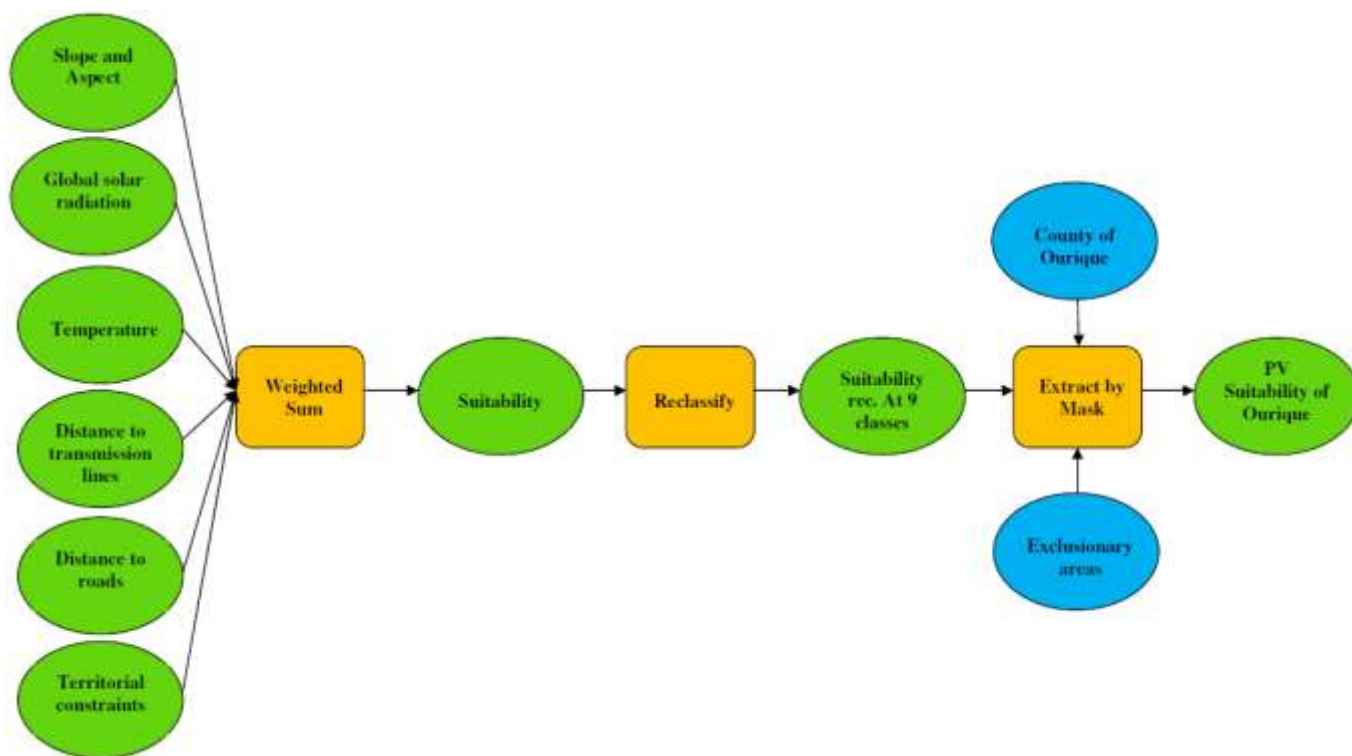 Slope and
Aspect
Global solar
radiation
Temperature
Distance to
transmission
lines
Distance to
roads
Territorial
constraints
Weighted
Sum
Suitability
Reclassify
Suitability
rec. At 9
classes
County of
Ourique
Extract by
Mask
Exclusionary
areas
PV
Suitability of
Ourique